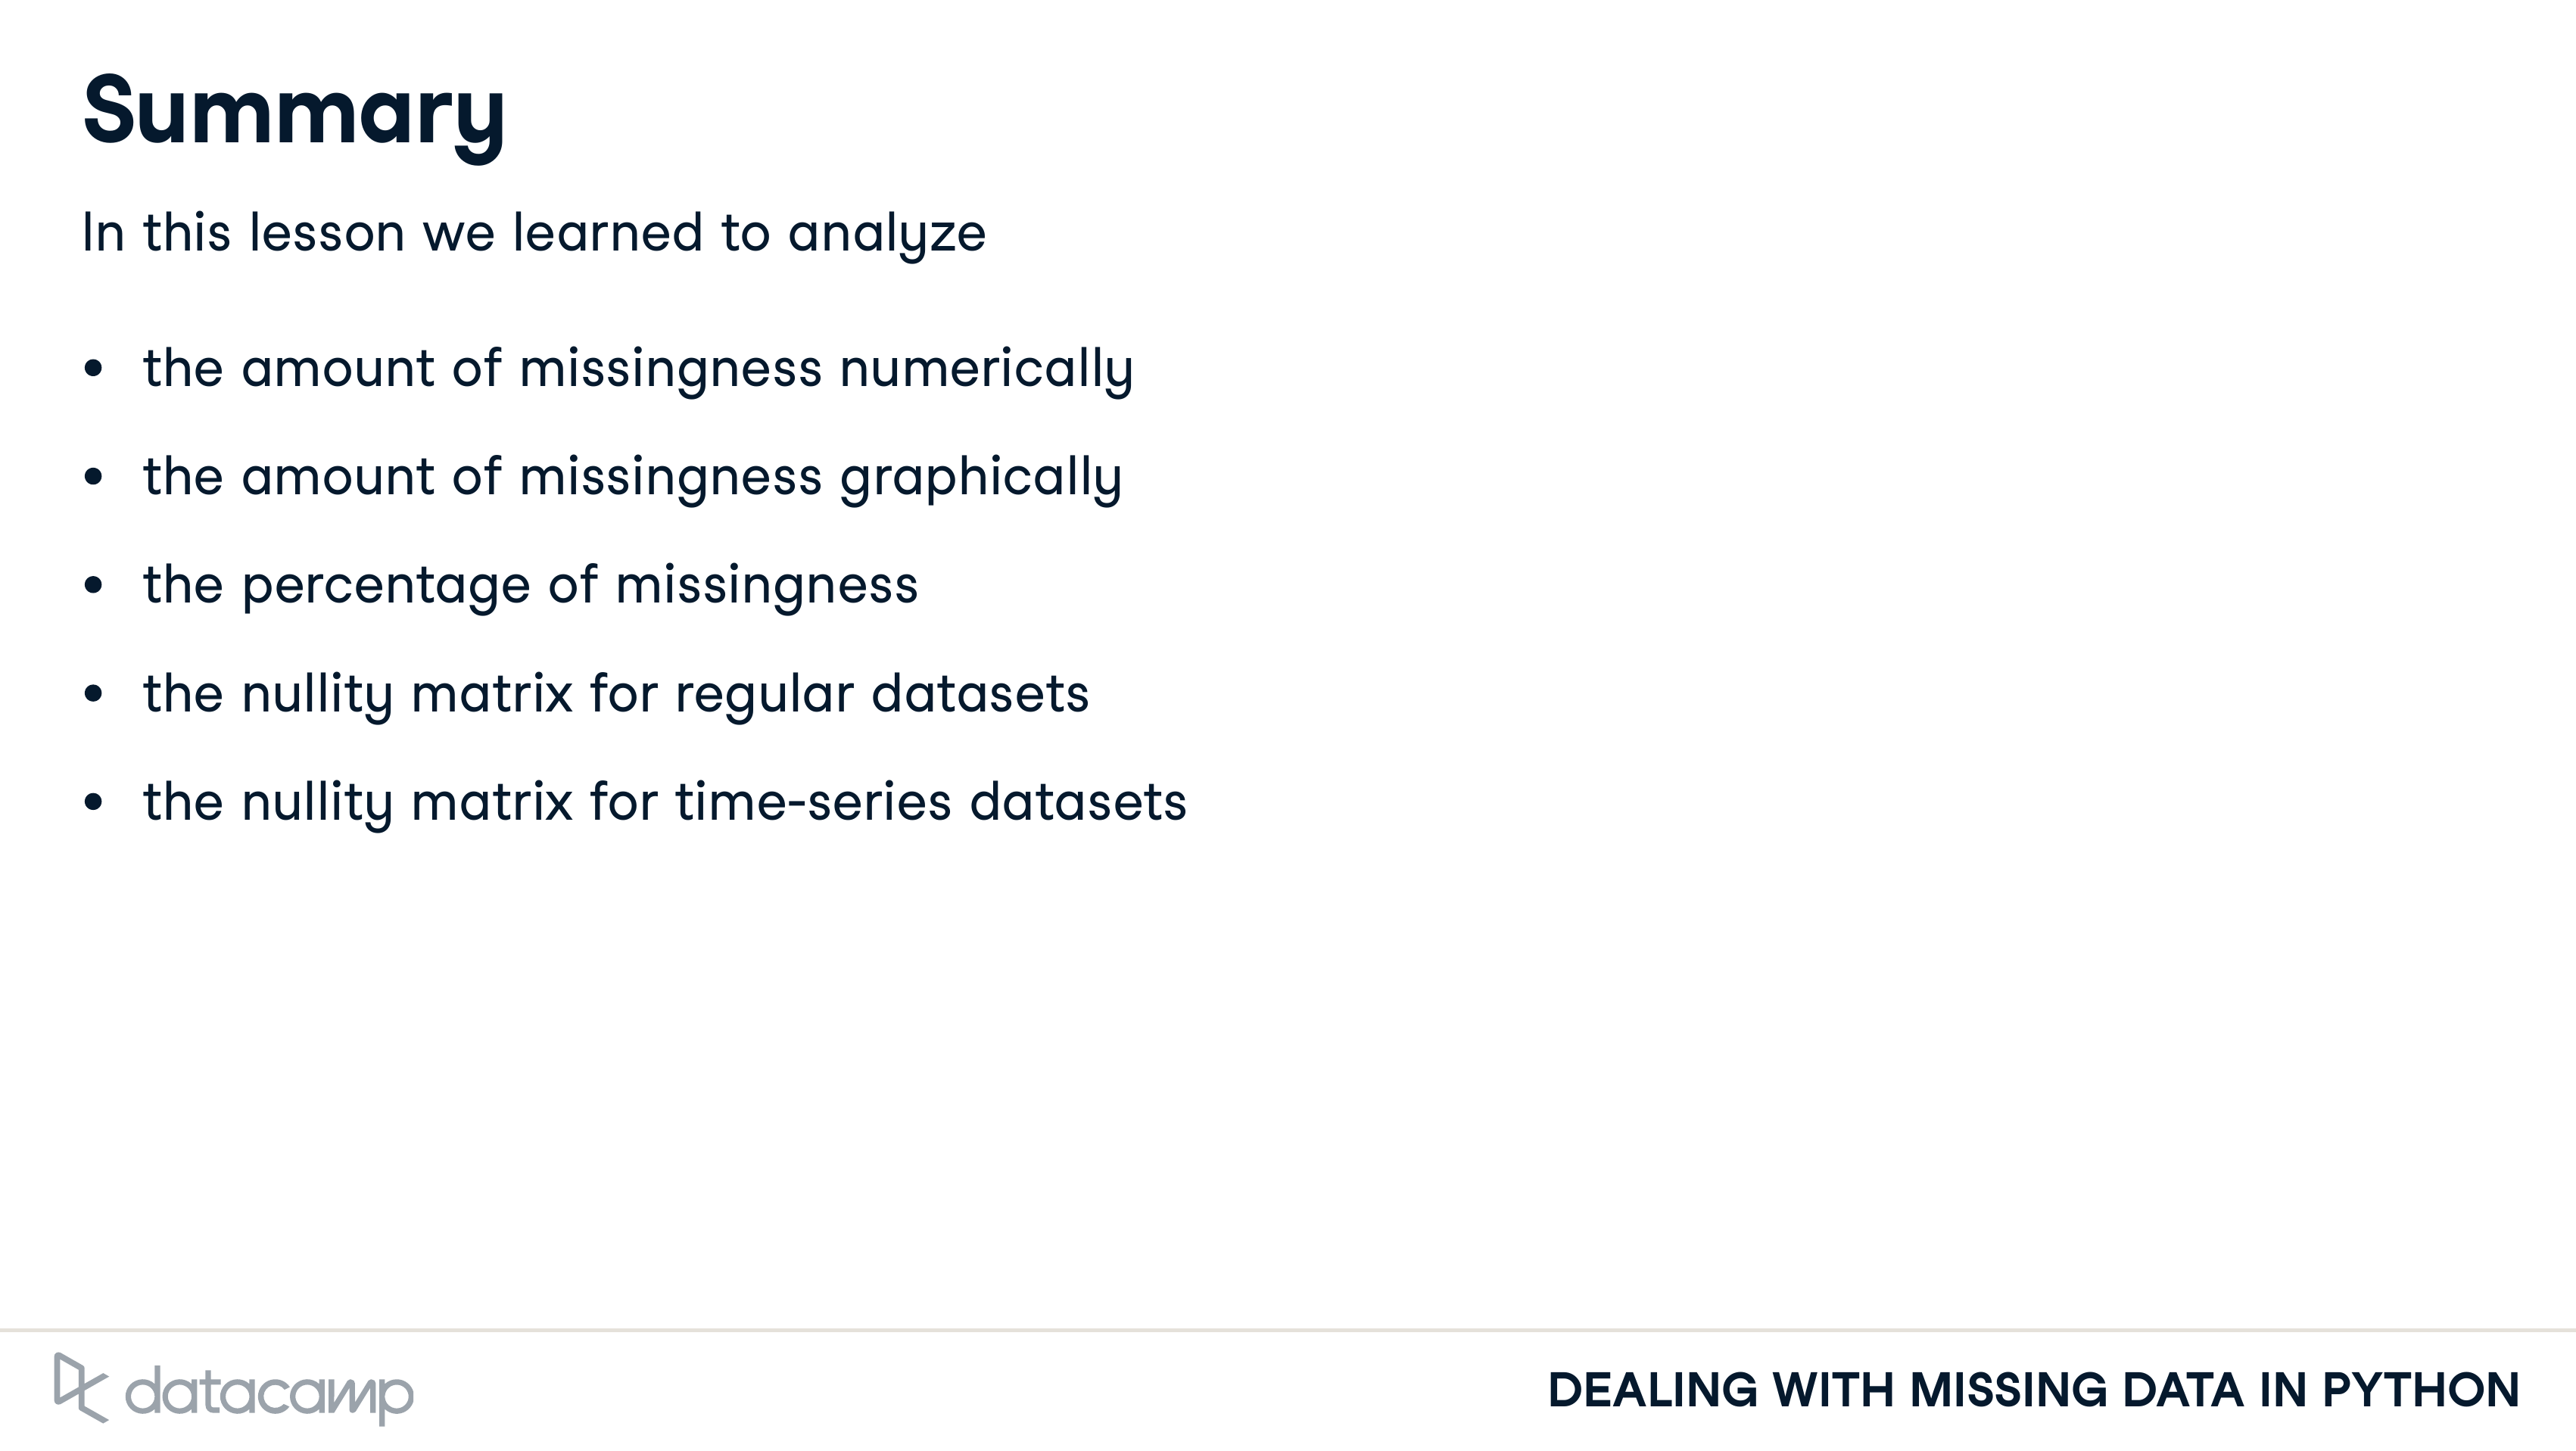 Summary
In this lesson we learned to analyze
• the amount of missingness numerically
• the amount of missingness graphically
• the percentage of missingness
• the nullity matrix for regular datasets
• the nullity matrix for time-series datasets
datacamp
DEALING WITH MISSING DATA IN PYTHON